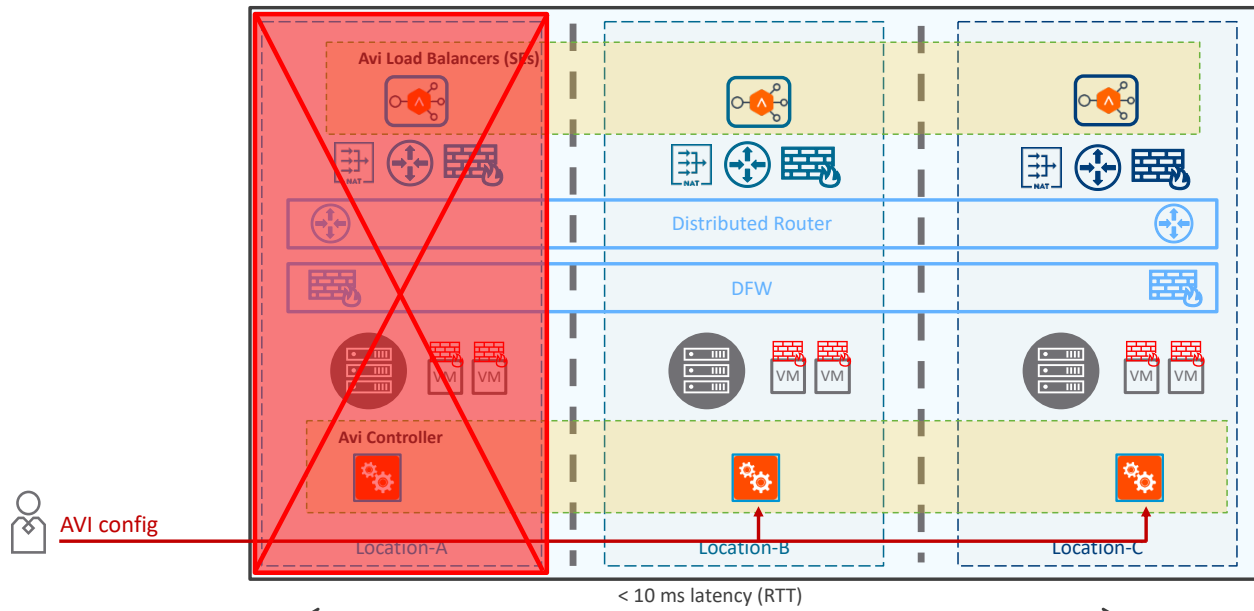 Avi Load Balancers (SEs)
NAT
NAT
NAT
Distributed Router
DFW
VM VM
VM VM
VM VM
Avi Controller
AVI config
Location-A
Location-B
Location-C
< 10 ms latency (RTT)